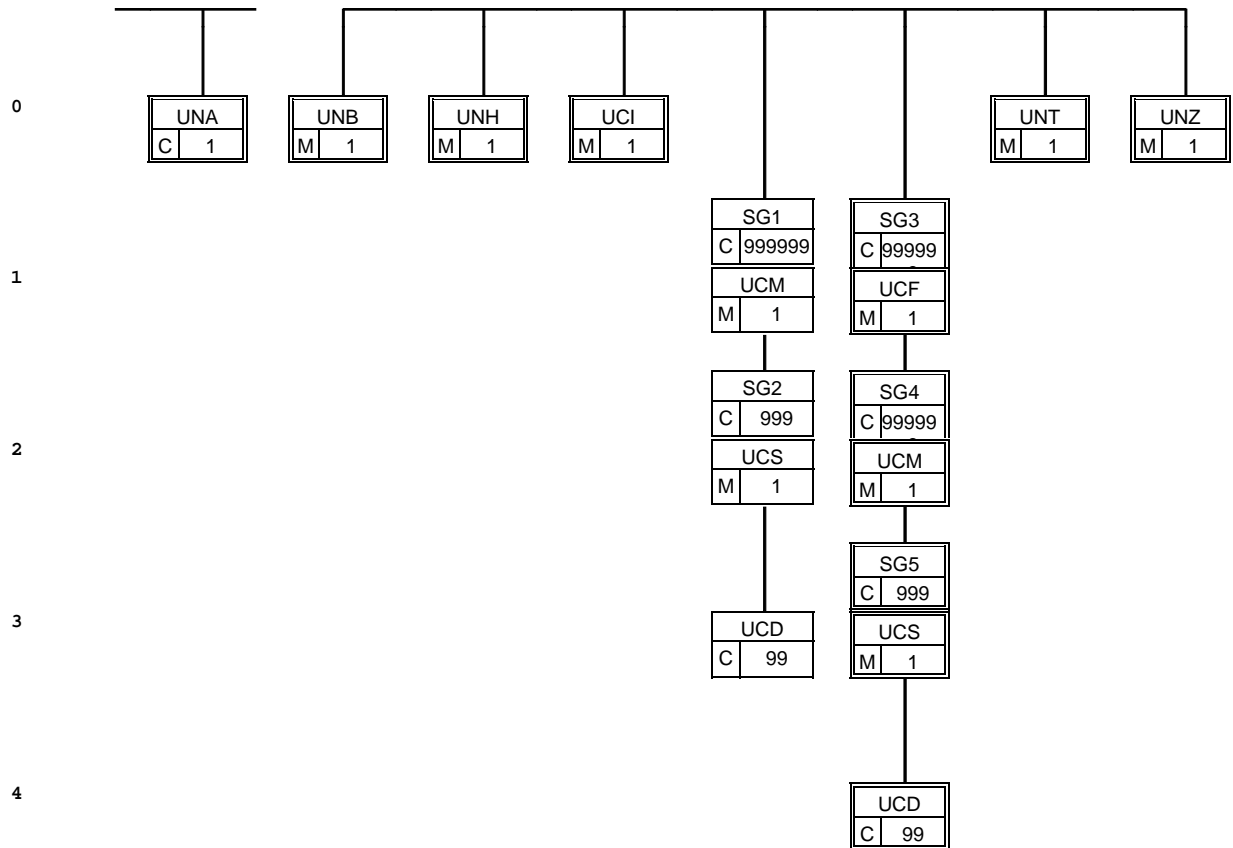 0
UNA UNB UNH UCI UNT UNZ
C 1 M 1 M 1 M 1 M 1 M 1
SG1 SG3
C 999999 C 99999
1
UCM UCF
M 1 M 1
SG2 SG4
C 999 C 99999
2
UCS UCM
M 1 M 1
SG5
C 999
3
UCD UCS
C 99 M 1
4
UCD
C 99